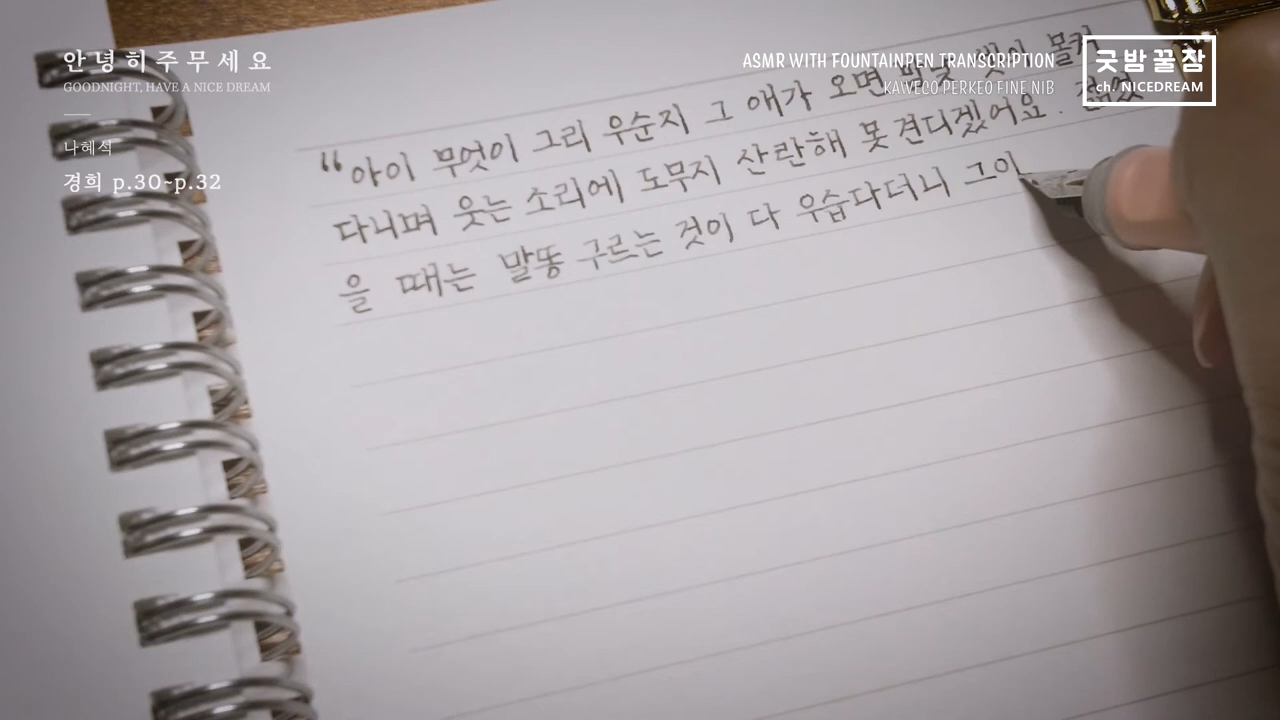 안녕히주무세요
GOODNIGHT, HAVE A NICE DREAM
나혜석
경희 p.30~p.32
ASMR WITH FOUNTAINPEN TRANSCRIPTION
KAWECO PERKEO FINE NIB
굿밤꿀잠
ch. NICEDREAM
“아이 무엇이 그리 우순지 그 애가 오면
다니며 웃는 소리에 도무지 산란해 못 견디겠어요. 젊었
을 때는 말똥 구르는 것이 다 우습다더니 그이